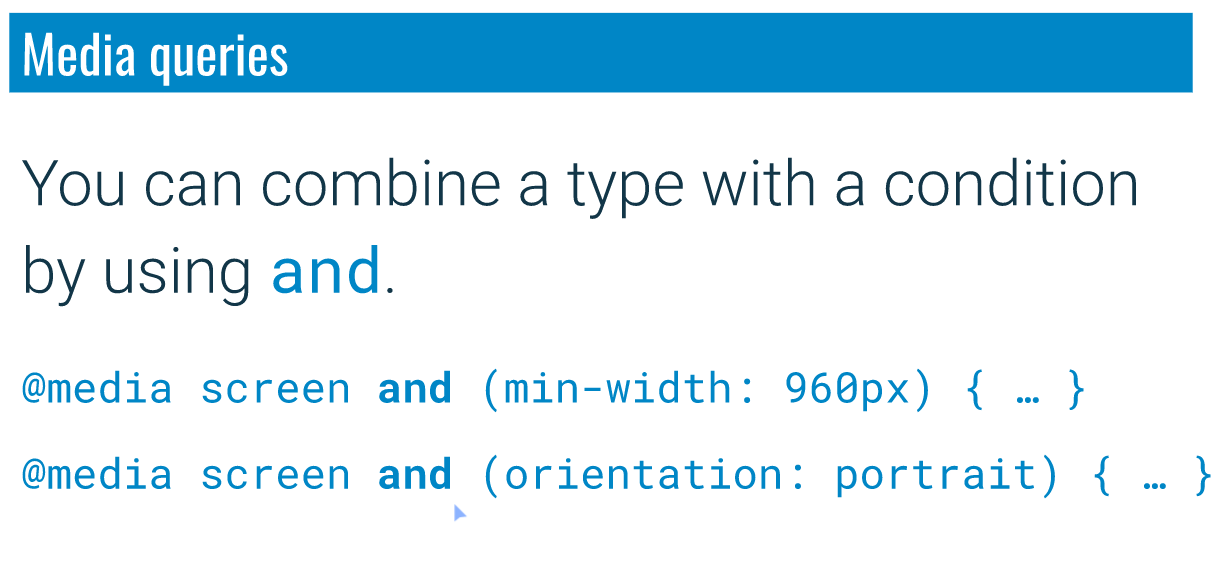 Media queries
You can combine a type with a condition
by using and.
@media screen and (min-width: 960px) { … }
@media screen and (orientation: portrait) { … }